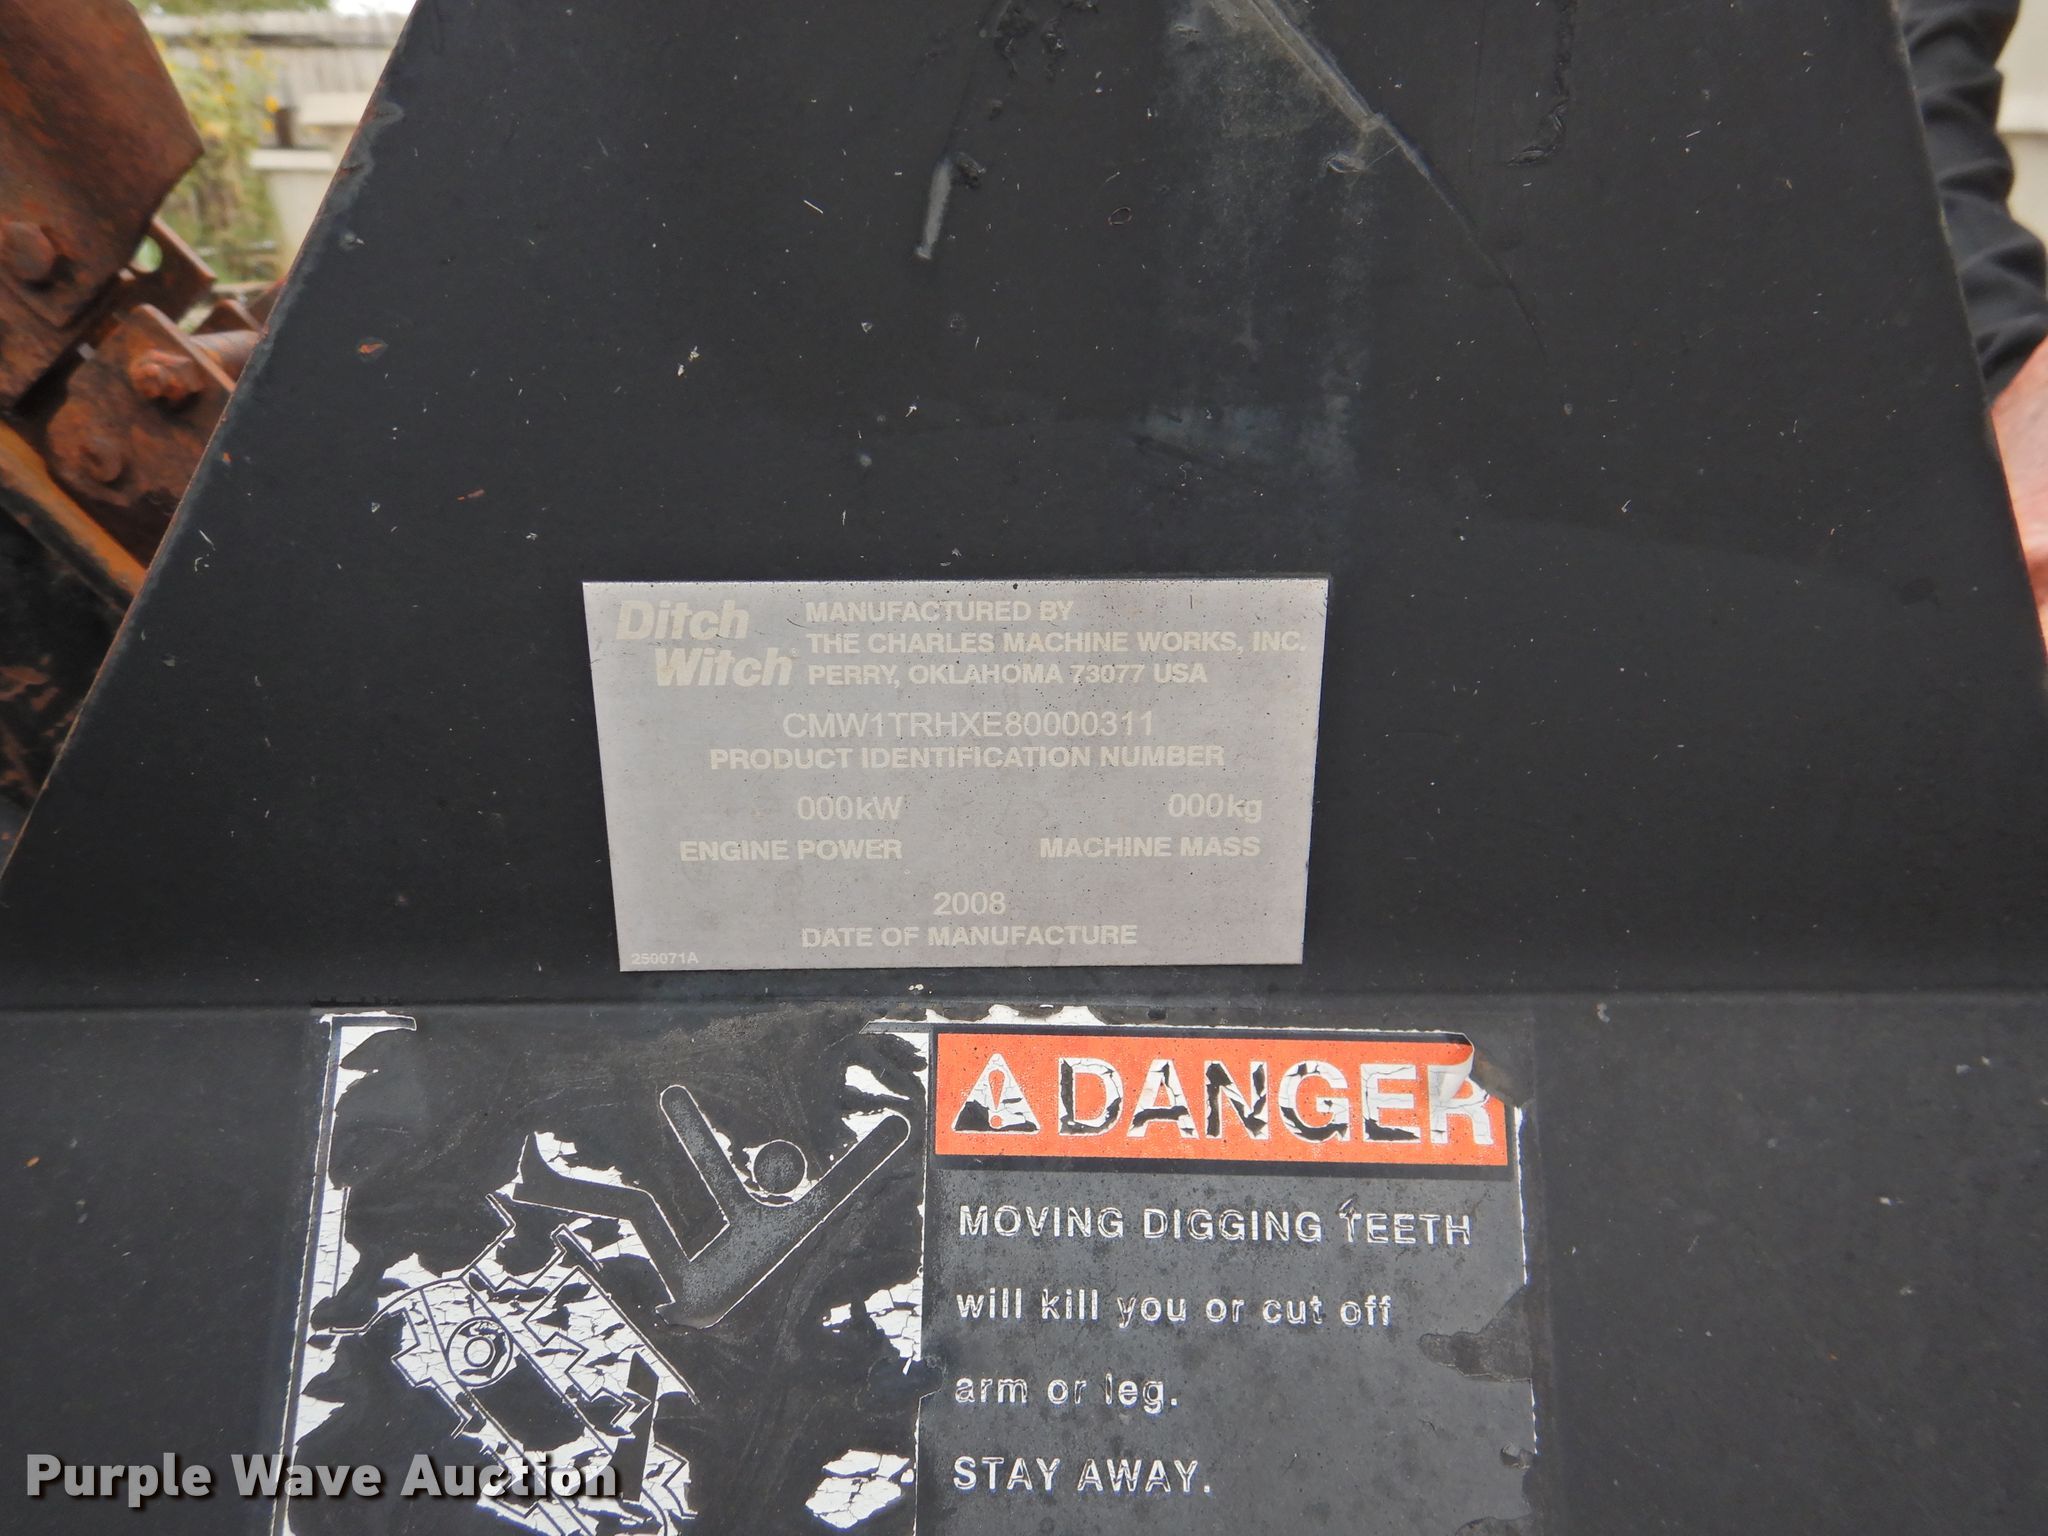 Ditch
Witch
MANUFACTURED BY
THE CHARLES MACHINE WORKS, INC.
PERRY, OKLAHOMA 73077 USA
CMW1TRHXE80000311
PRODUCT IDENTIFICATION NUMBER
000kW
000kg
ENGINE POWER
MACHINE MASS
2008
DATE OF MANUFACTURE
250071A
DANGER
MOVING DIGGING TEETH
will kill you or cut off
arm or leg.
STAY AWAY.
Purple Wave Auction